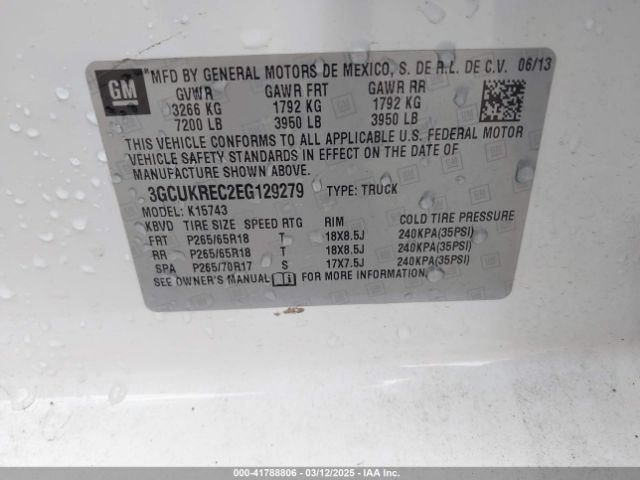 GM
MFD BY GENERAL MOTORS DE MEXICO, S. DE R.L. DE C.V. 06/13
GVWR GAWR FRT GAWR RR
3266 KG 1792 KG 1792 KG
7200 LB 3950 LB 3950 LB
THIS VEHICLE CONFORMS TO ALL APPLICABLE U.S. FEDERAL MOTOR
VEHICLE SAFETY STANDARDS IN EFFECT ON THE DATE OF
MANUFACTURE SHOWN ABOVE.
3GCUKREC2EG129279 TYPE: TRUCK
MODEL: K15743
KBVD TIRE SIZE SPEED RTG RIM COLD TIRE PRESSURE
FRT P265/65R18 T 18X8.5J 240KPA(35PSI)
RR P265/65R18 T 18X8.5J 240KPA(35PSI)
SPA P265/70R17 S 17X7.5J 240KPA(35PSI)
SEE OWNER'S MANUAL FOR MORE INFORMATION.
000-41788806 / 03/12/2025 / COPYRIGHT IAA, LLC